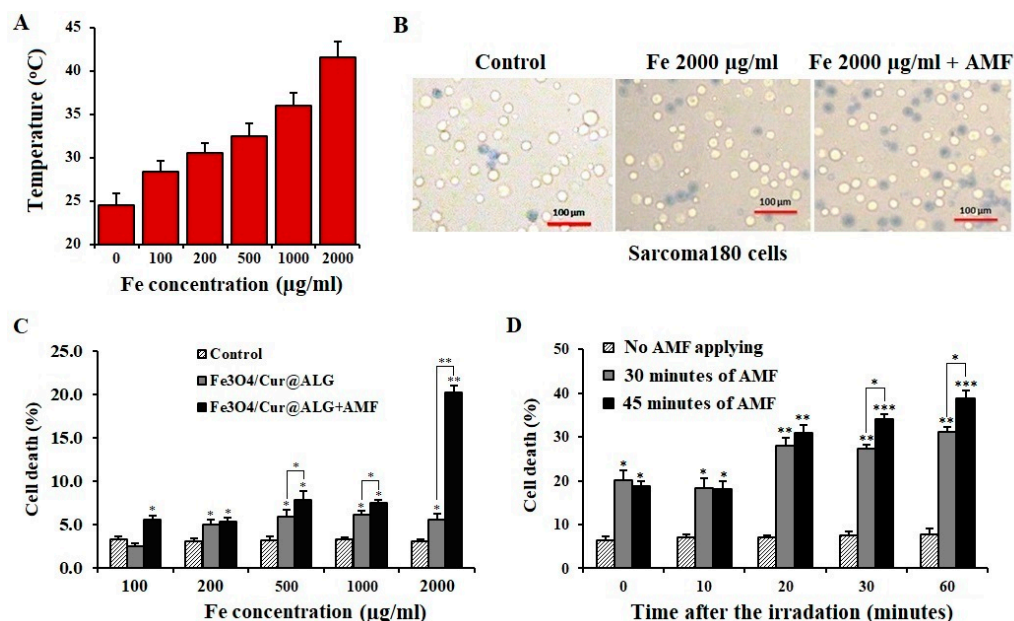 A
Temperature (oC)
45
40
35
30
25
20
0 100 200 500 1000 2000
Fe concentration (µg/ml)
B
Control Fe 2000 µg/ml Fe 2000 µg/ml + AMF
100 µm 100 µm 100 µm
Sarcoma180 cells
C
Cell death (%)
25.0
20.0
15.0
10.0
5.0
0.0
Control
Fe3O4/Cur@ALG
Fe3O4/Cur@ALG+AMF
* * * * * * * * * * ** **
100 200 500 1000 2000
Fe concentration (µg/ml)
D
Cell death (%)
50
40
30
20
10
0
No AMF applying
30 minutes of AMF
45 minutes of AMF
* * * * ** ** ** * *** ** * ***
0 10 20 30 60
Time after the irradiation (minutes)